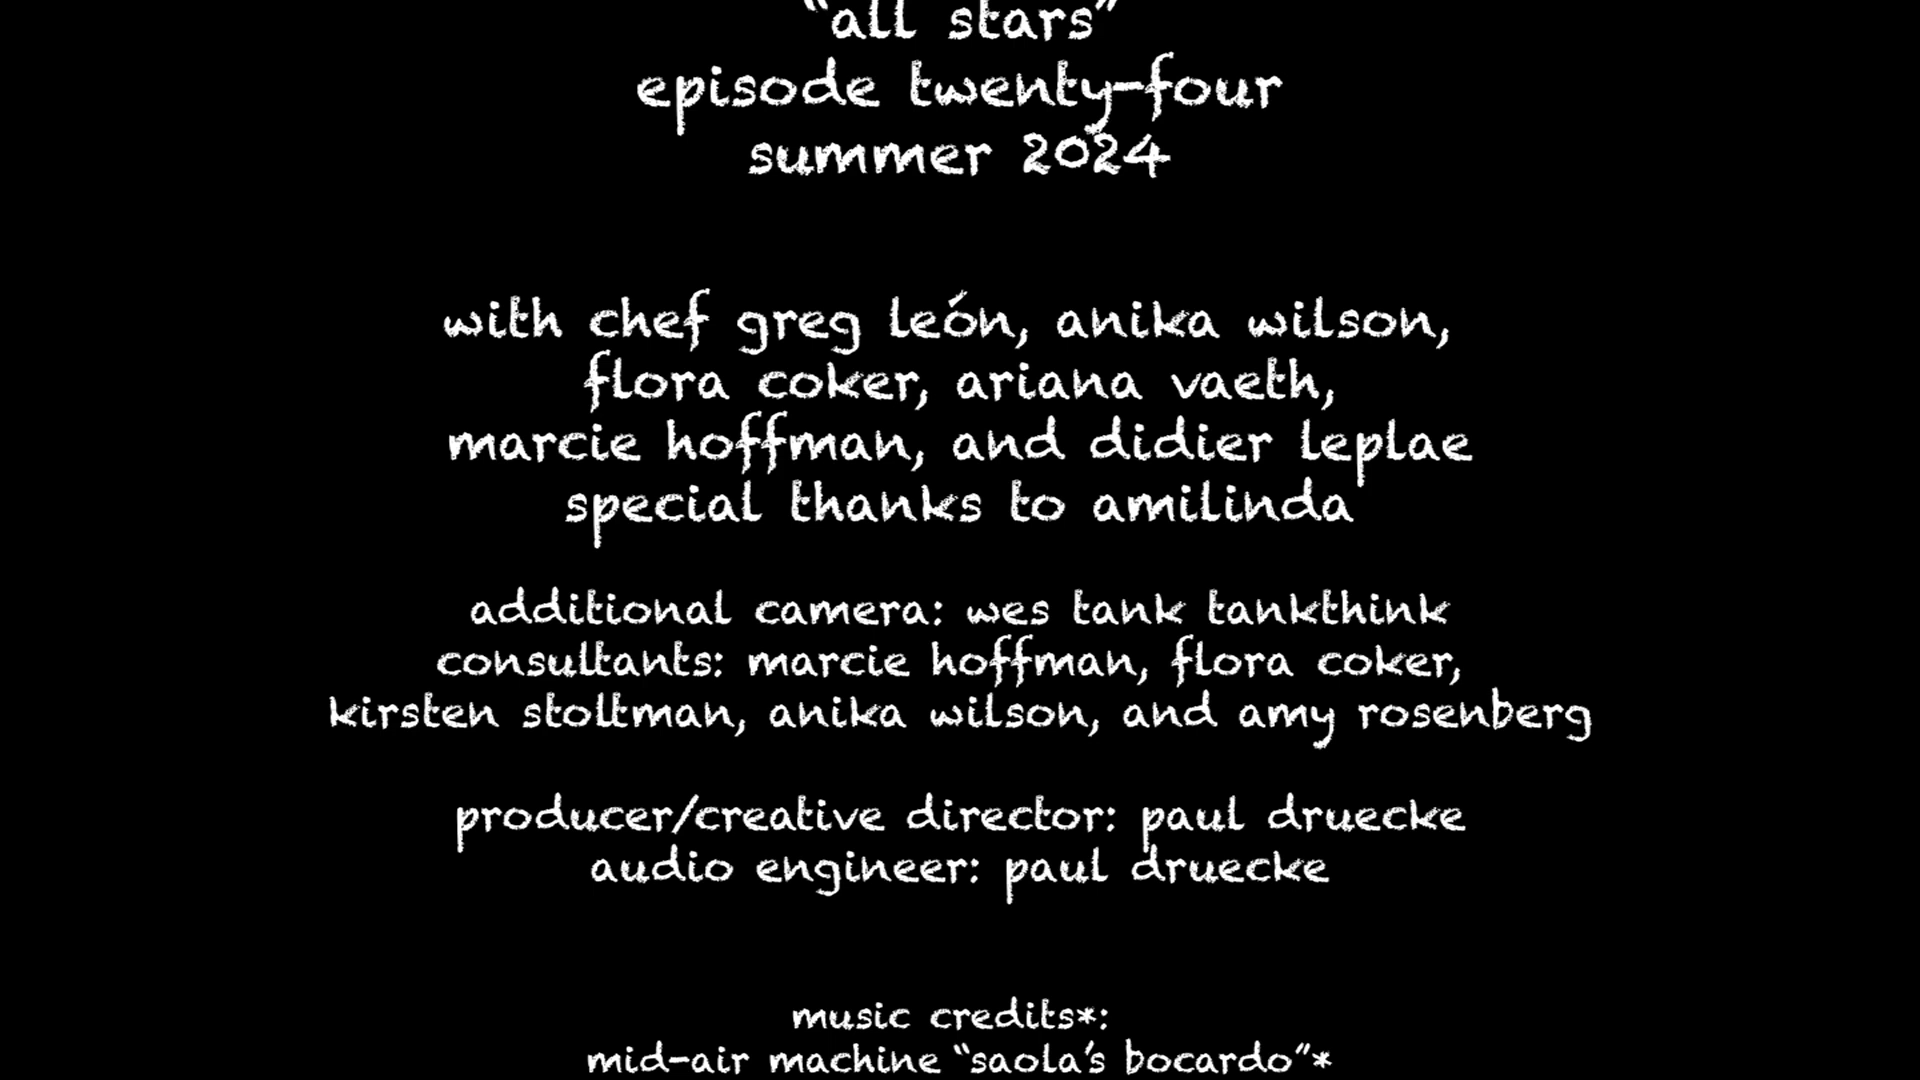 “all stars”
episode twenty-four
summer 2024
with chef greg león, anika wilson,
flora coker, ariana vaeth,
marcie hoffman, and didier leplae
special thanks to amilinda
additional camera: wes tank tankthink
consultants: marcie hoffman, flora coker,
kirsten stoltman, anika wilson, and amy rosenberg
producer/creative director: paul druecke
audio engineer: paul druecke
music credits*:
mid-air machine “saola’s bocardo”*